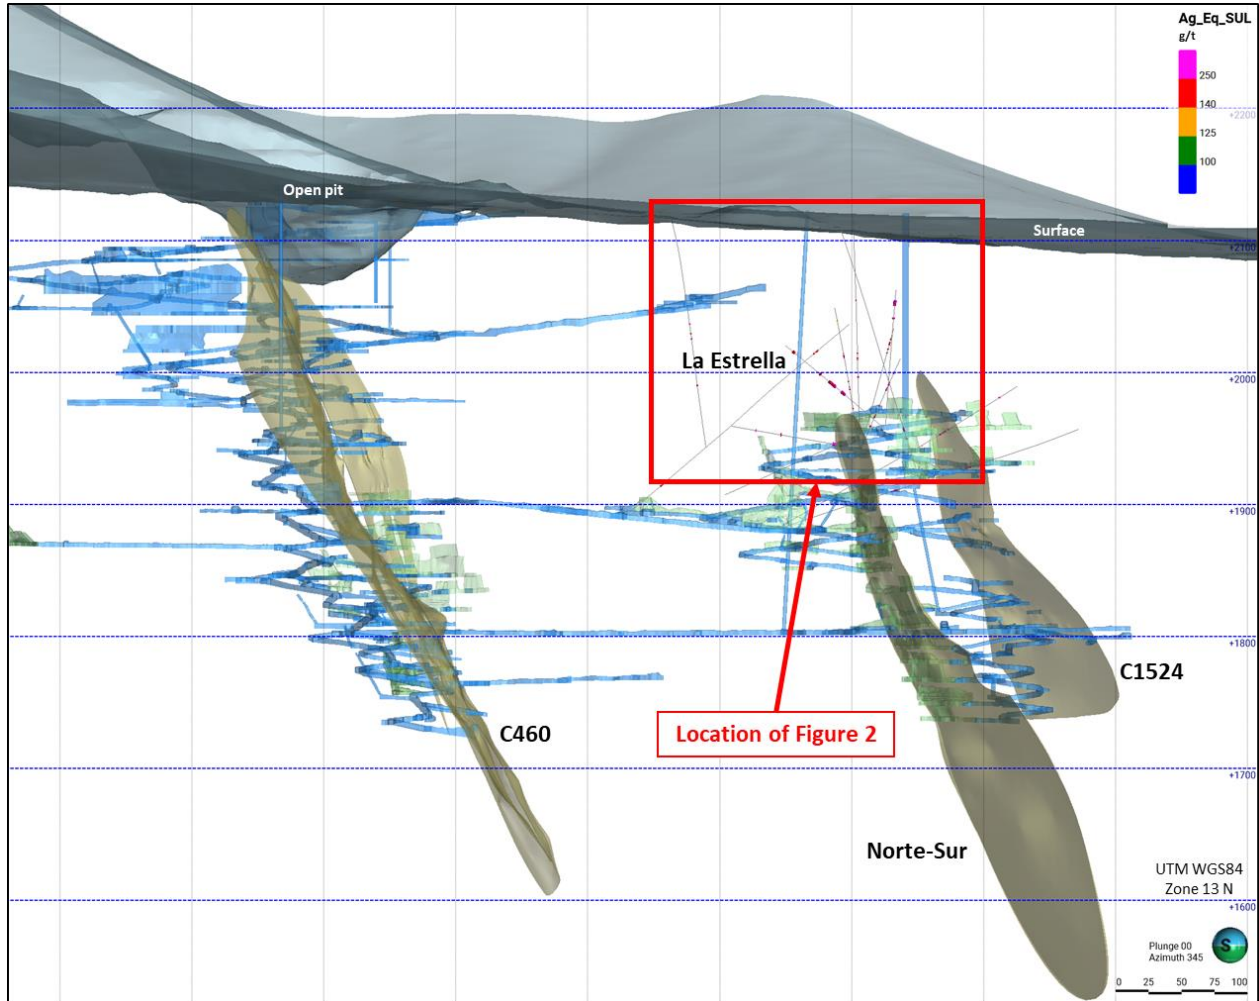 Ag_Eq_SUL
g/t
250
140
125
100
+2200
Open pit
Surface
+2100
La Estrella
+2000
+1900
+1800
C1524
Location of Figure 2
C460
+1700
Norte-Sur
UTM WGS84
Zone 13 N
+1600
Plunge 00
Azimuth 345
S
0 25 50 75 100